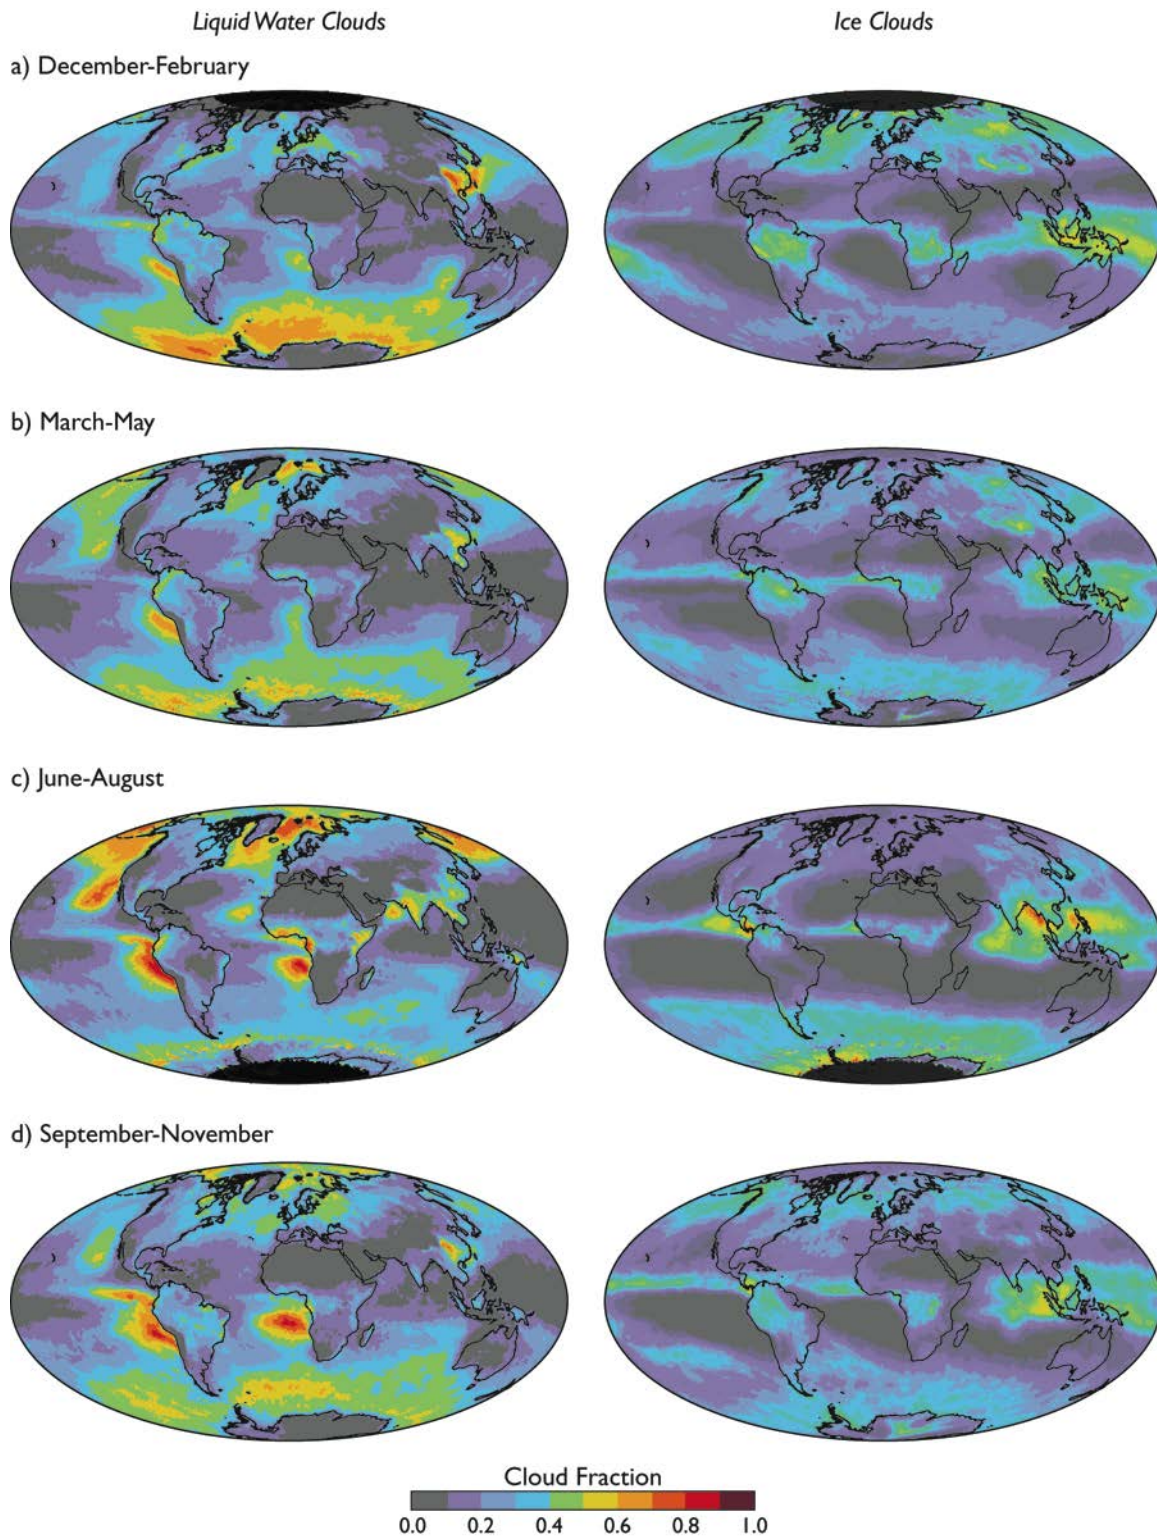 Liquid Water Clouds
Ice Clouds
a) December-February
b) March-May
c) June-August
d) September-November
Cloud Fraction
0.0 0.2 0.4 0.6 0.8 1.0